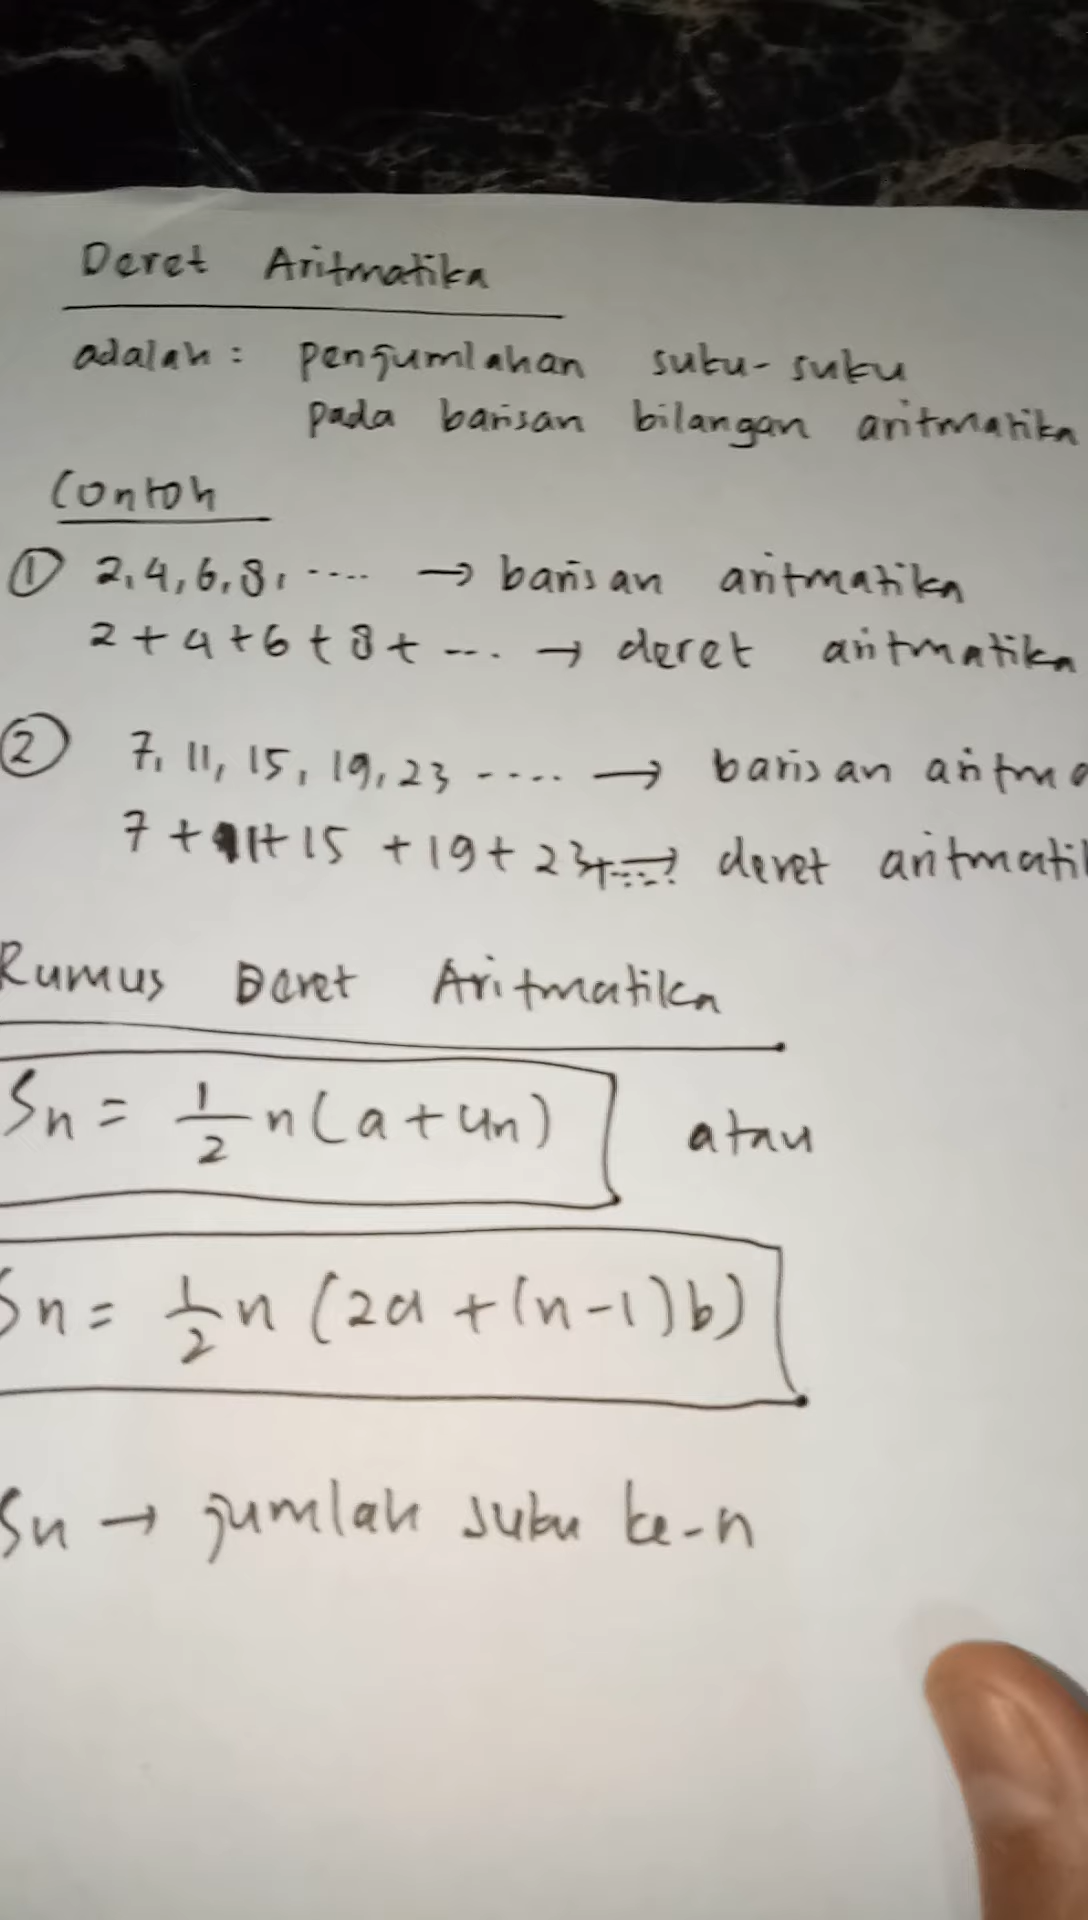 Deret Aritmatika
adalah : penjumlahan suku-suku
pada barisan bilangan aritmatika
Contoh
① 2, 4, 6, 8, .... → barisan aritmatika
2 + 4 + 6 + 8 + .... → deret aritmatika
② 7, 11, 15, 19, 23 ..... → barisan aritma
7 + 11 + 15 + 19 + 23 + ....→ deret aritmatik
Rumus Deret Aritmatika
Sn = 1/2 n (a + Un) atau
Sn = 1/2 n (2a + (n-1)b)
Sn → jumlah suku ke-n